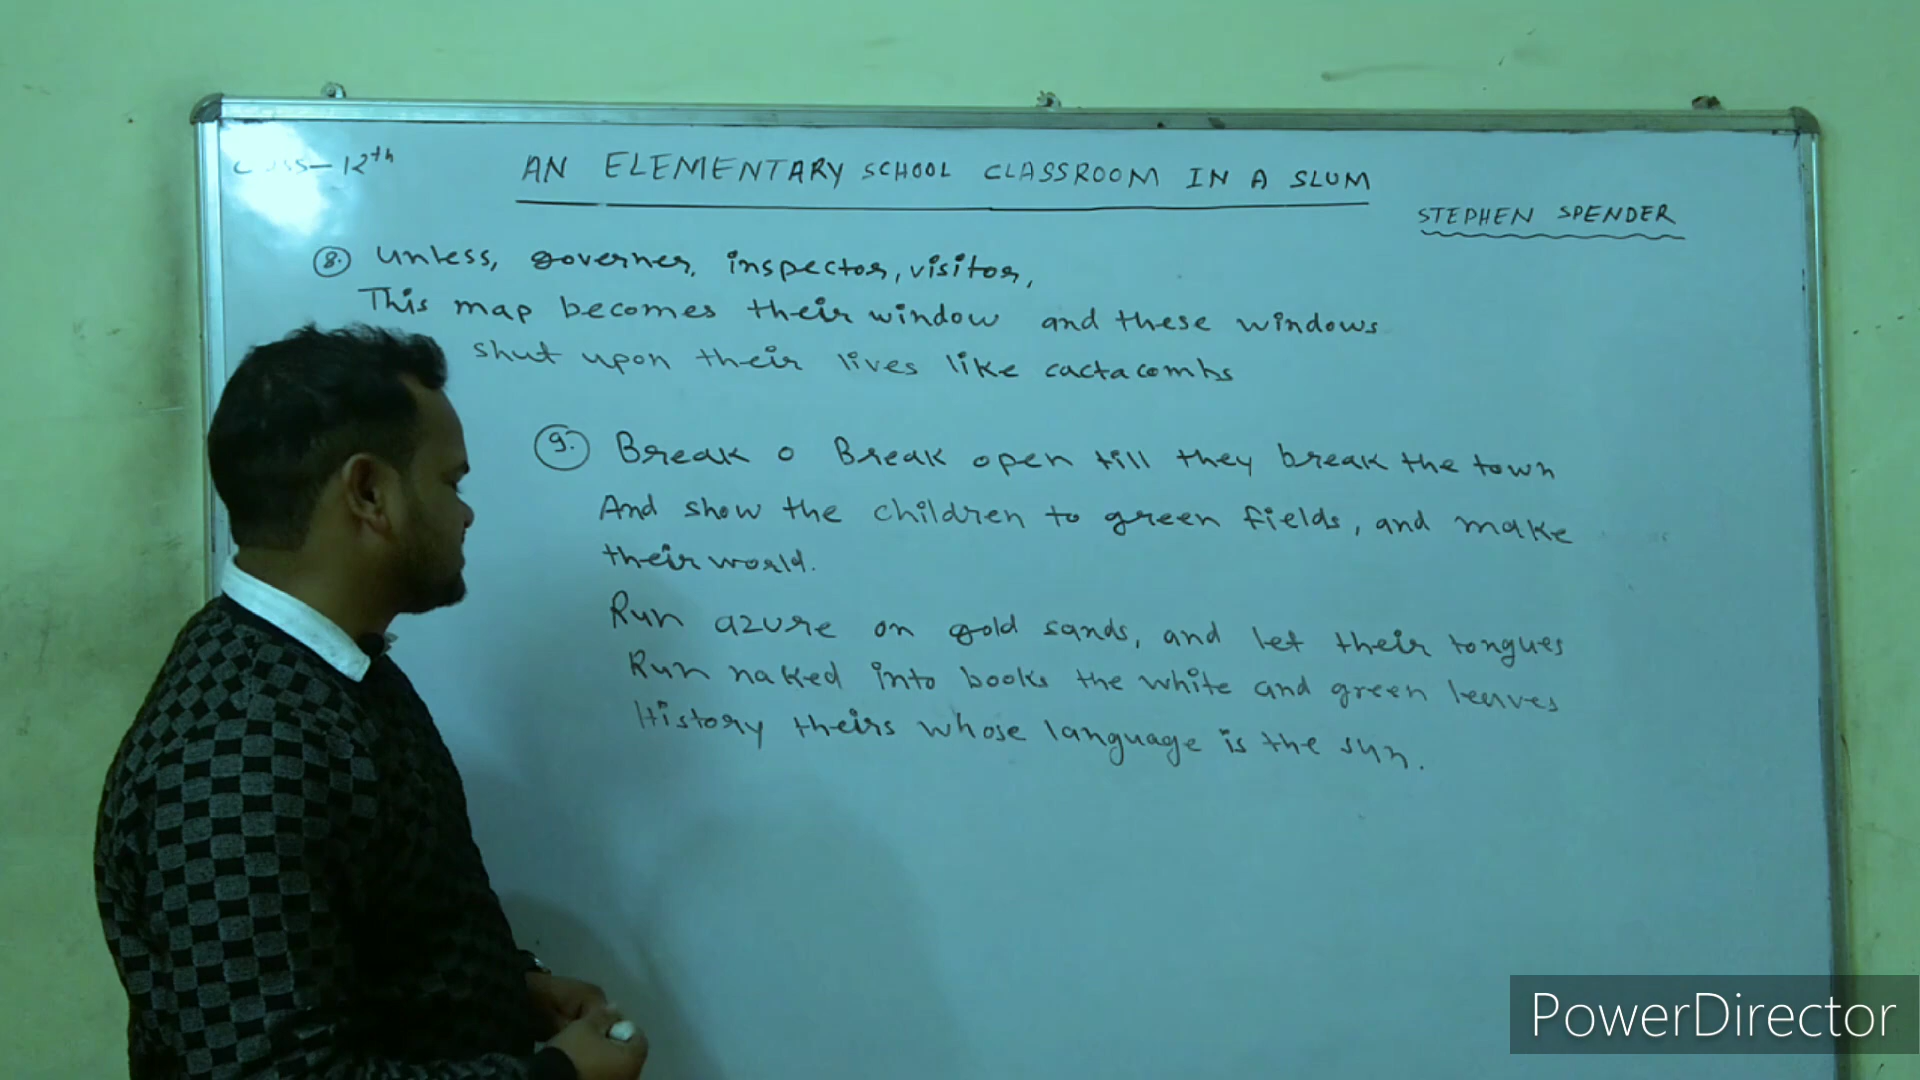 Class-12th
AN ELEMENTARY SCHOOL CLASSROOM IN A SLUM
STEPHEN SPENDER
8. Unless, governer, inspector, visitor,
This map becomes their window and these windows
shut upon their lives like cactacombs
9. Break o Break open till they break the town
And show the children to green fields, and make
their world.
Run azure on gold sands, and let their tongues
Run naked into books the white and green leaves
History theirs whose language is the sun.
PowerDirector